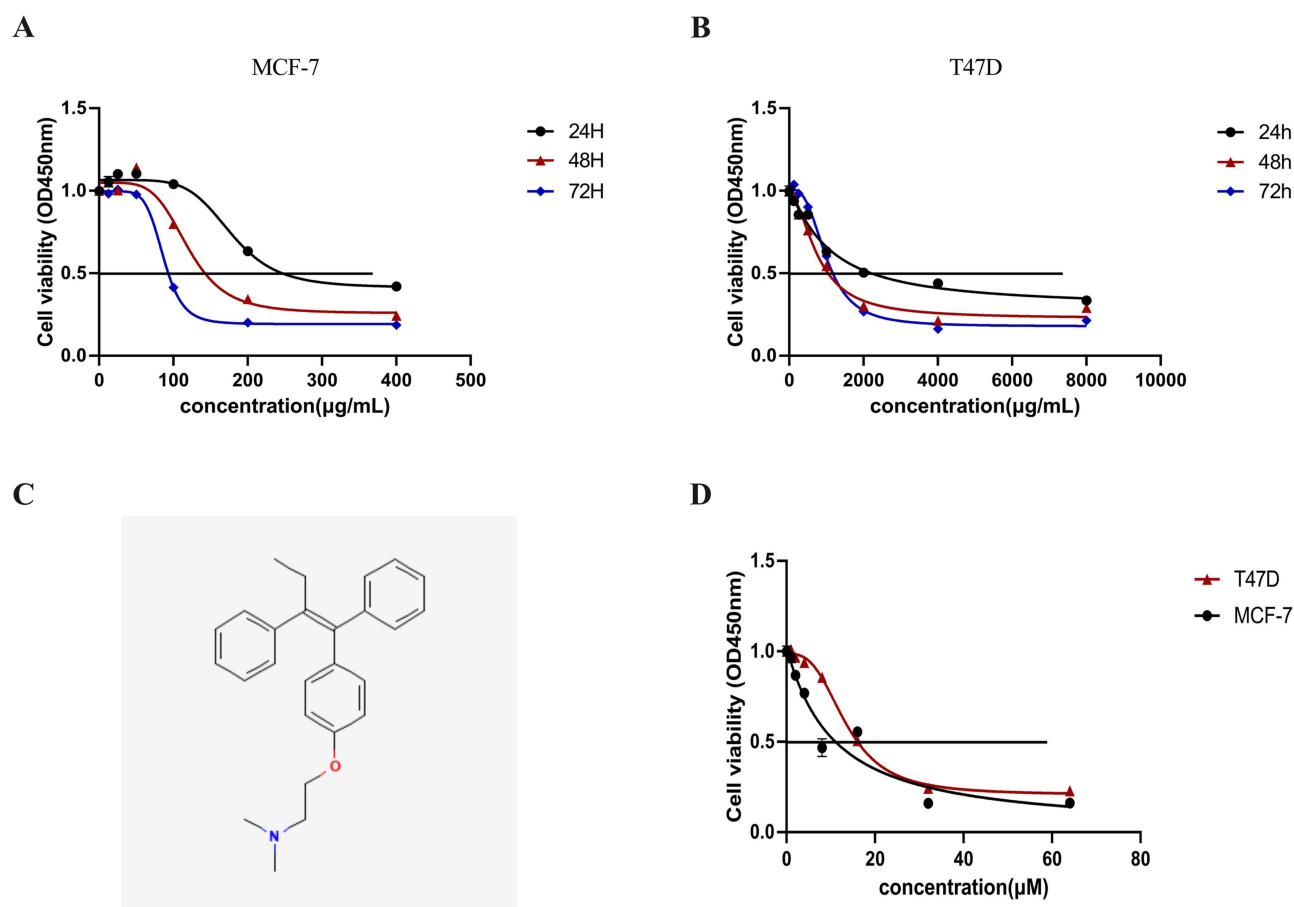 A
MCF-7
1.5
1.0
0.5
0.0
0 100 200 300 400 500
Cell viability (OD450nm)
concentration(µg/mL)
24H
48H
72H
B
T47D
1.5
1.0
0.5
0.0
0 2000 4000 6000 8000 10000
Cell viability (OD450nm)
concentration(µg/mL)
24h
48h
72h
C
O
N
D
1.5
1.0
0.5
0.0
0 20 40 60 80
Cell viability (OD450nm)
concentration(µM)
T47D
MCF-7